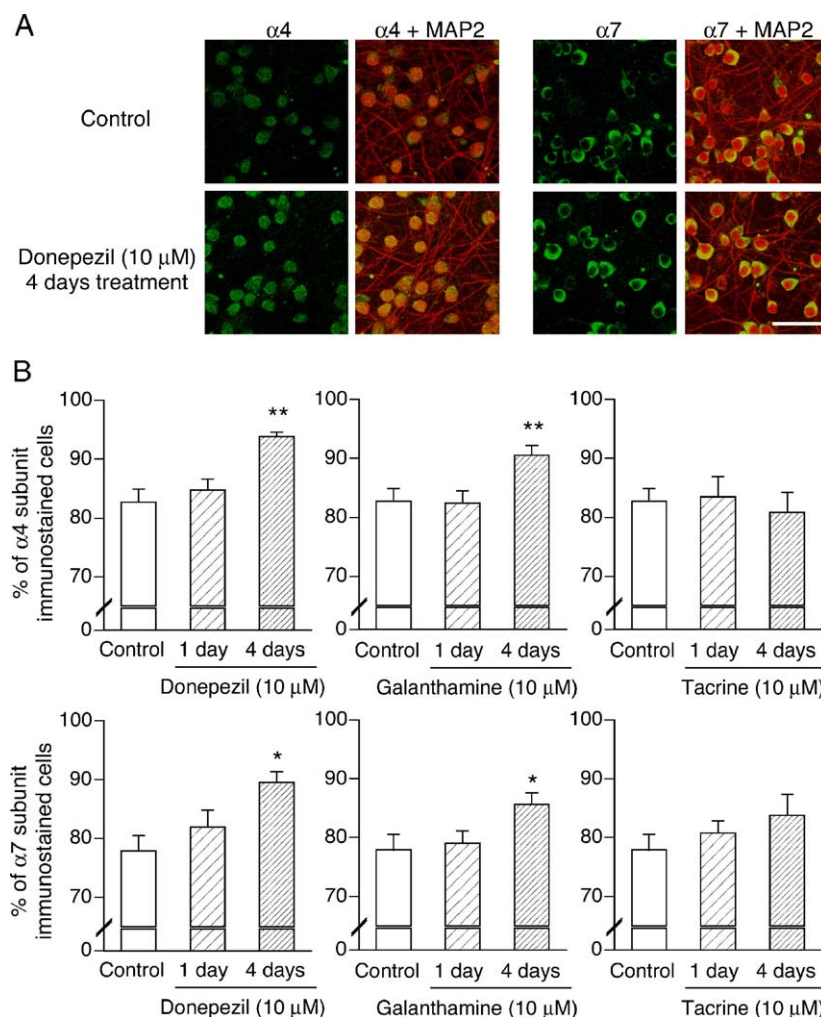 A
α4
α4 + MAP2
α7
α7 + MAP2
Control
Donepezil (10 μM)
4 days treatment
B
% of α4 subunit
immunostained cells
100
90
80
70
0
**
Control 1 day 4 days
Donepezil (10 μM)
100
90
80
70
0
**
Control 1 day 4 days
Galanthamine (10 μM)
100
90
80
70
0
Control 1 day 4 days
Tacrine (10 μM)
% of α7 subunit
immunostained cells
100
90
80
70
0
*
Control 1 day 4 days
Donepezil (10 μM)
100
90
80
70
0
*
Control 1 day 4 days
Galanthamine (10 μM)
100
90
80
70
0
Control 1 day 4 days
Tacrine (10 μM)